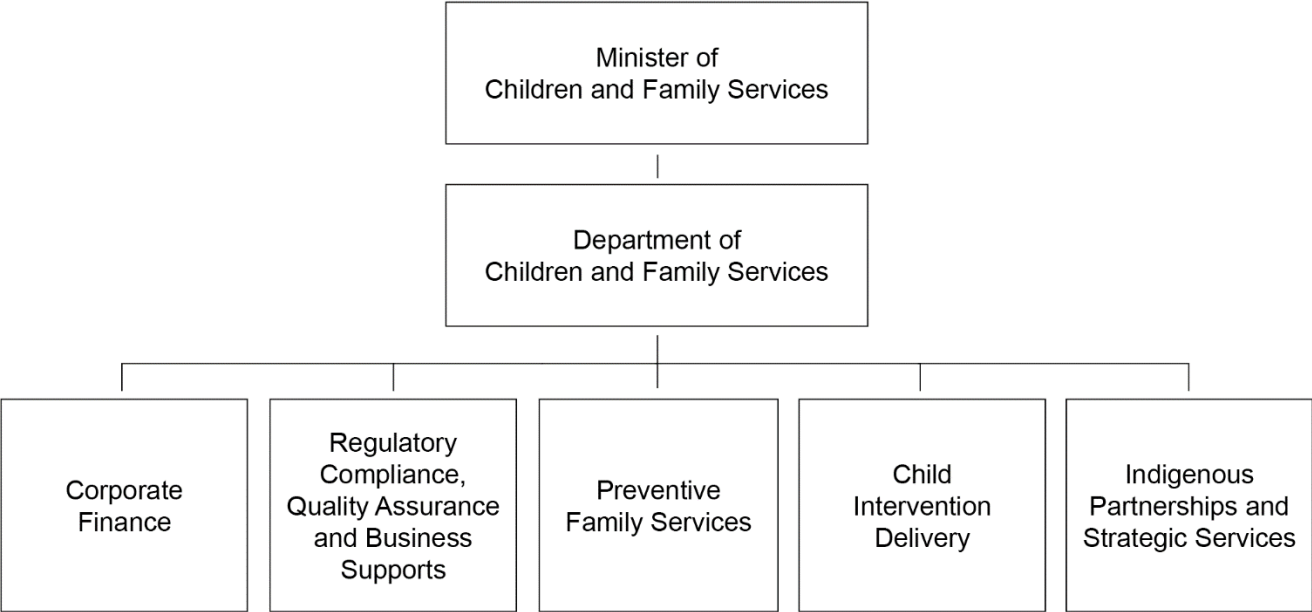 Minister of
Children and Family Services
Department of
Children and Family Services
Corporate
Finance
Regulatory
Compliance,
Quality Assurance
and Business
Supports
Preventive
Family Services
Child
Intervention
Delivery
Indigenous
Partnerships and
Strategic Services